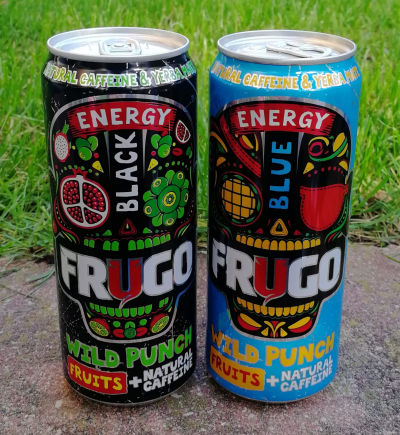 NATURAL CAFFEINE & YERBA MATE
ENERGY
BLACK
FRUGO
WILD PUNCH
FRUITS + NATURAL
CAFFEINE
NATURAL CAFFEINE & YERBA MATE
ENERGY
BLUE
FRUGO
WILD PUNCH
FRUITS + NATURAL
CAFFEINE